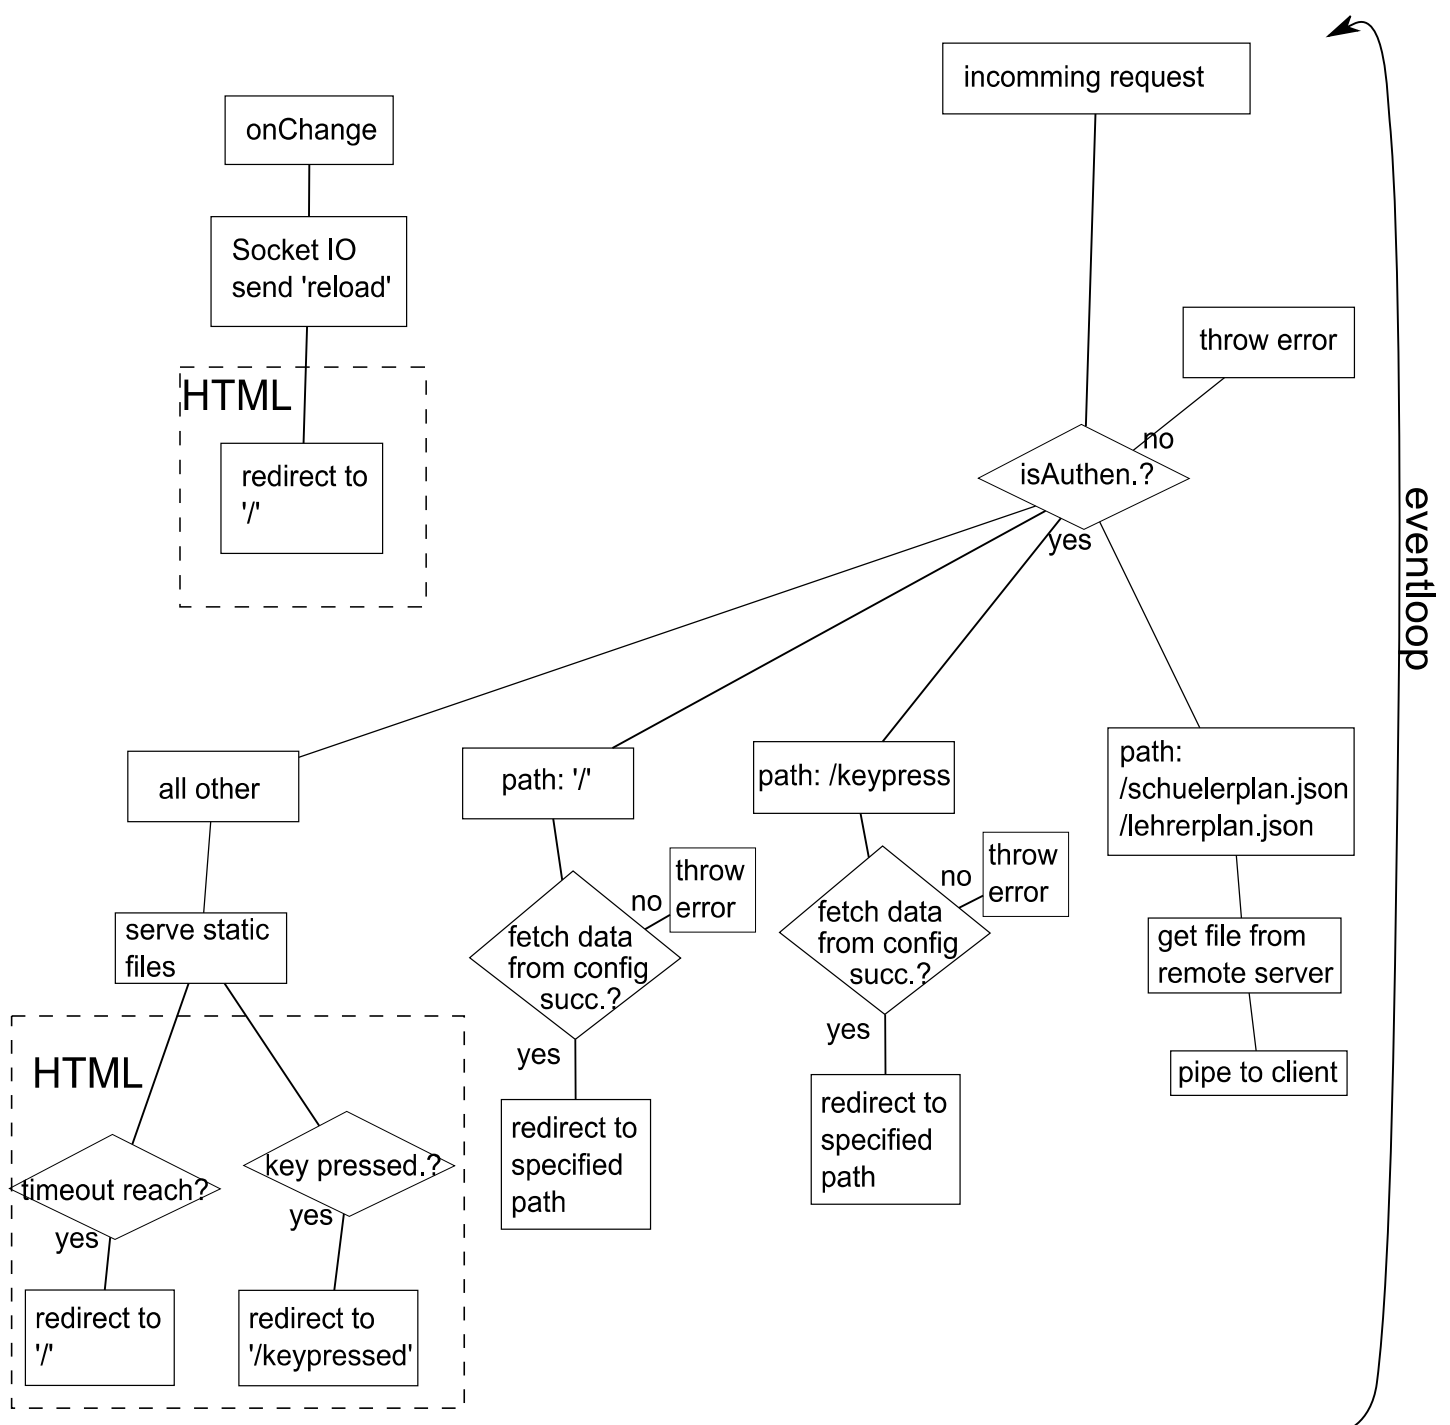 incomming request
onChange
Socket IO
send 'reload'
HTML
redirect to
'/'
throw error
no
isAuthen.?
yes
eventloop
all other
path: '/'
path: /keypress
path:
/schuelerplan.json
/lehrerplan.json
serve static
files
no
throw
error
fetch data
from config
succ.?
yes
redirect to
specified
path
no
throw
error
fetch data
from config
succ.?
yes
redirect to
specified
path
get file from
remote server
pipe to client
HTML
timeout reach?
yes
redirect to
'/'
key pressed.?
yes
redirect to
'/keypressed'